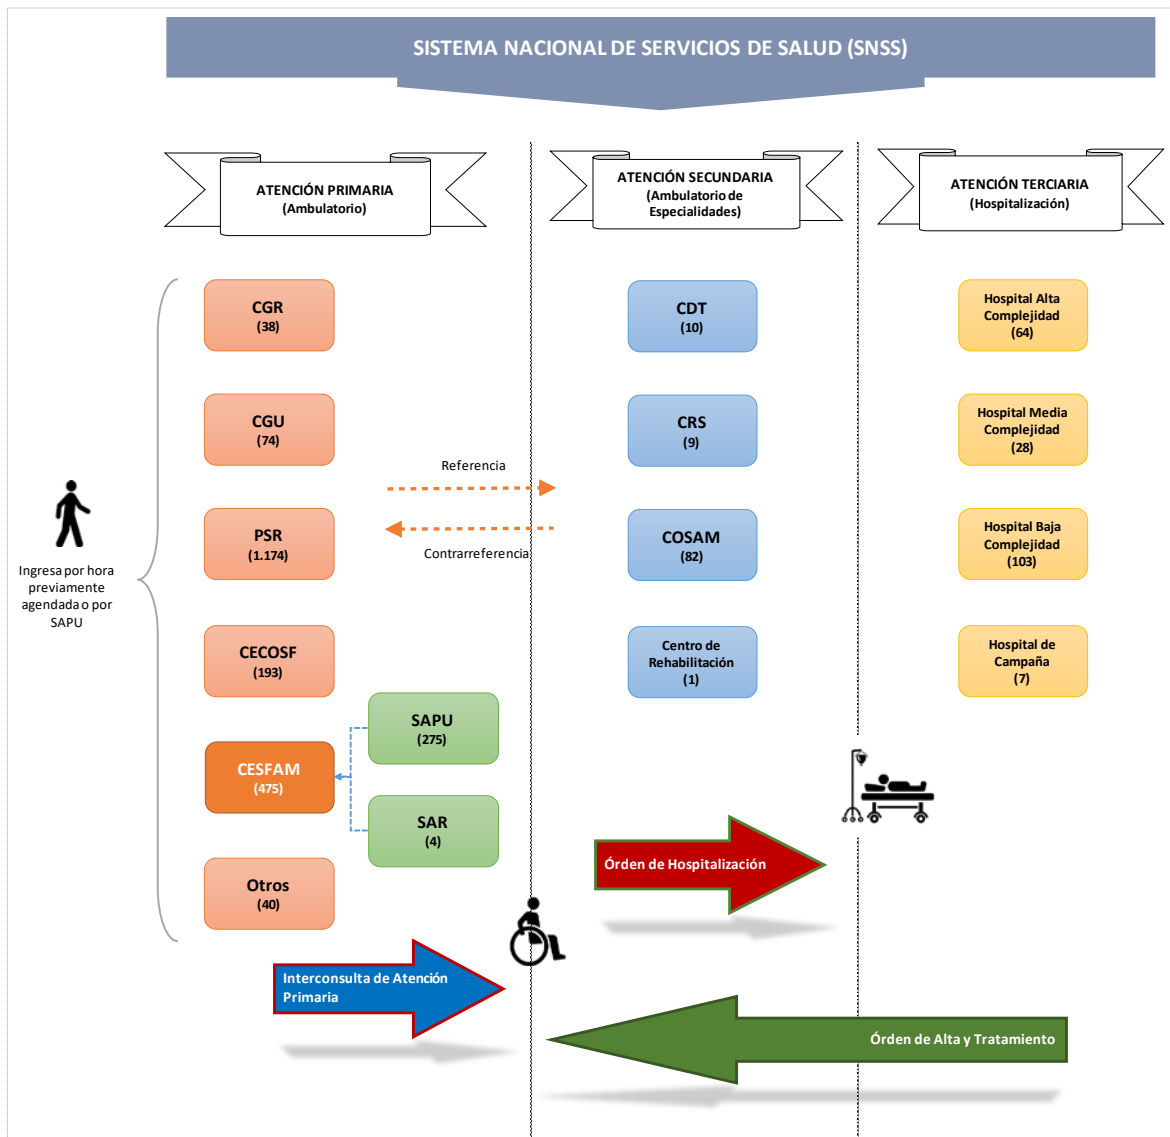 SISTEMA NACIONAL DE SERVICIOS DE SALUD (SNSS)
ATENCIÓN PRIMARIA
(Ambulatorio)
ATENCIÓN SECUNDARIA
(Ambulatorio de
Especialidades)
ATENCIÓN TERCIARIA
(Hospitalización)
CGR
(38)
CGU
(74)
PSR
(1.174)
CECOSF
(193)
CESFAM
(475)
Otros
(40)
SAPU
(275)
SAR
(4)
Ingresa por hora
previamente
agendada o por
SAPU
Referencia
Contrarreferencia
CDT
(10)
CRS
(9)
COSAM
(82)
Centro de
Rehabilitación
(1)
Hospital Alta
Complejidad
(64)
Hospital Media
Complejidad
(28)
Hospital Baja
Complejidad
(103)
Hospital de
Campaña
(7)
Órden de Hospitalización
Interconsulta de Atención
Primaria
Órden de Alta y Tratamiento